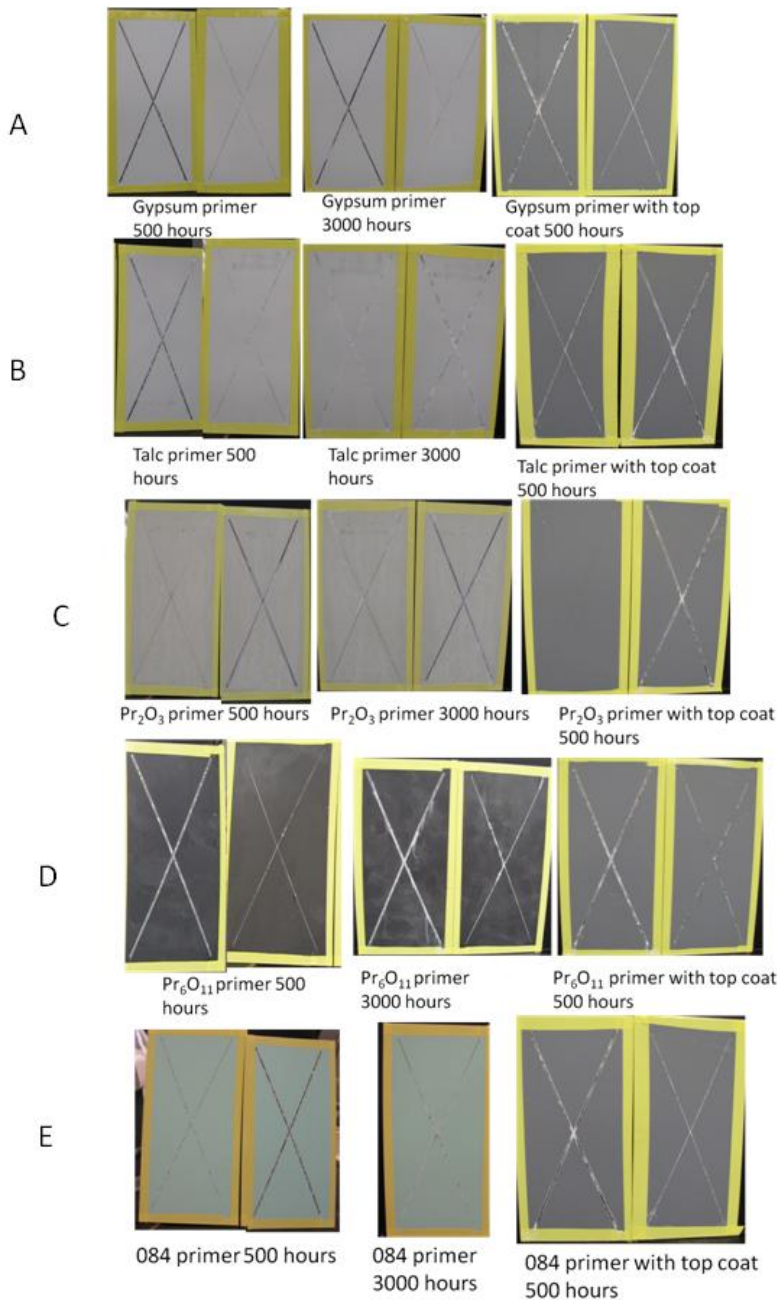 A
Gypsum primer
500 hours
Gypsum primer
3000 hours
Gypsum primer with top
coat 500 hours
B
Talc primer 500
hours
Talc primer 3000
hours
Talc primer with top coat
500 hours
C
Pr₂O₃ primer 500 hours
Pr₂O₃ primer 3000 hours
Pr₂O₃ primer with top coat
500 hours
D
Pr₆O₁₁ primer 500
hours
Pr₆O₁₁ primer
3000 hours
Pr₆O₁₁ primer with top coat
500 hours
E
084 primer 500 hours
084 primer
3000 hours
084 primer with top coat
500 hours